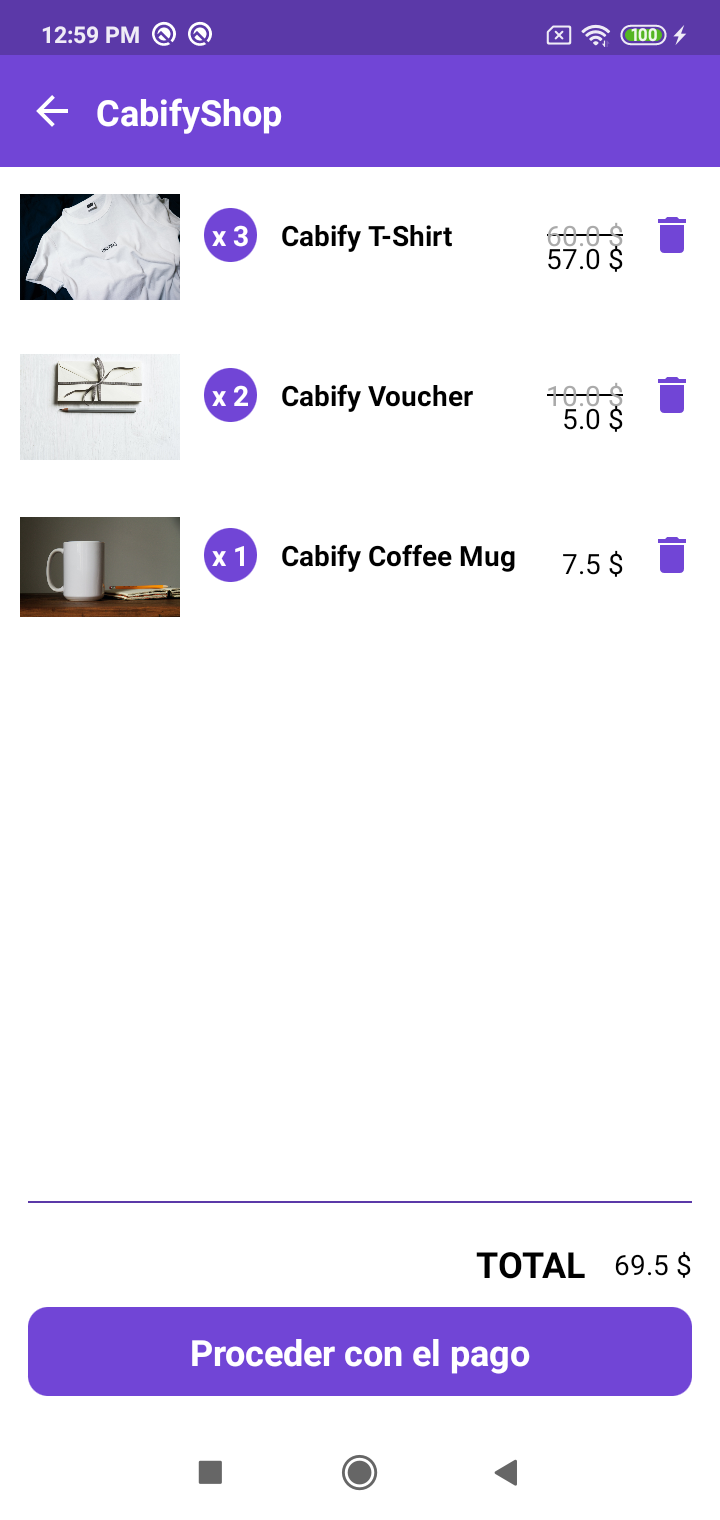 12:59 PM 100
CabifyShop
x 3 Cabify T-Shirt 60.0 $
57.0 $
x 2 Cabify Voucher 10.0 $
5.0 $
x 1 Cabify Coffee Mug 7.5 $
TOTAL 69.5 $
Proceder con el pago